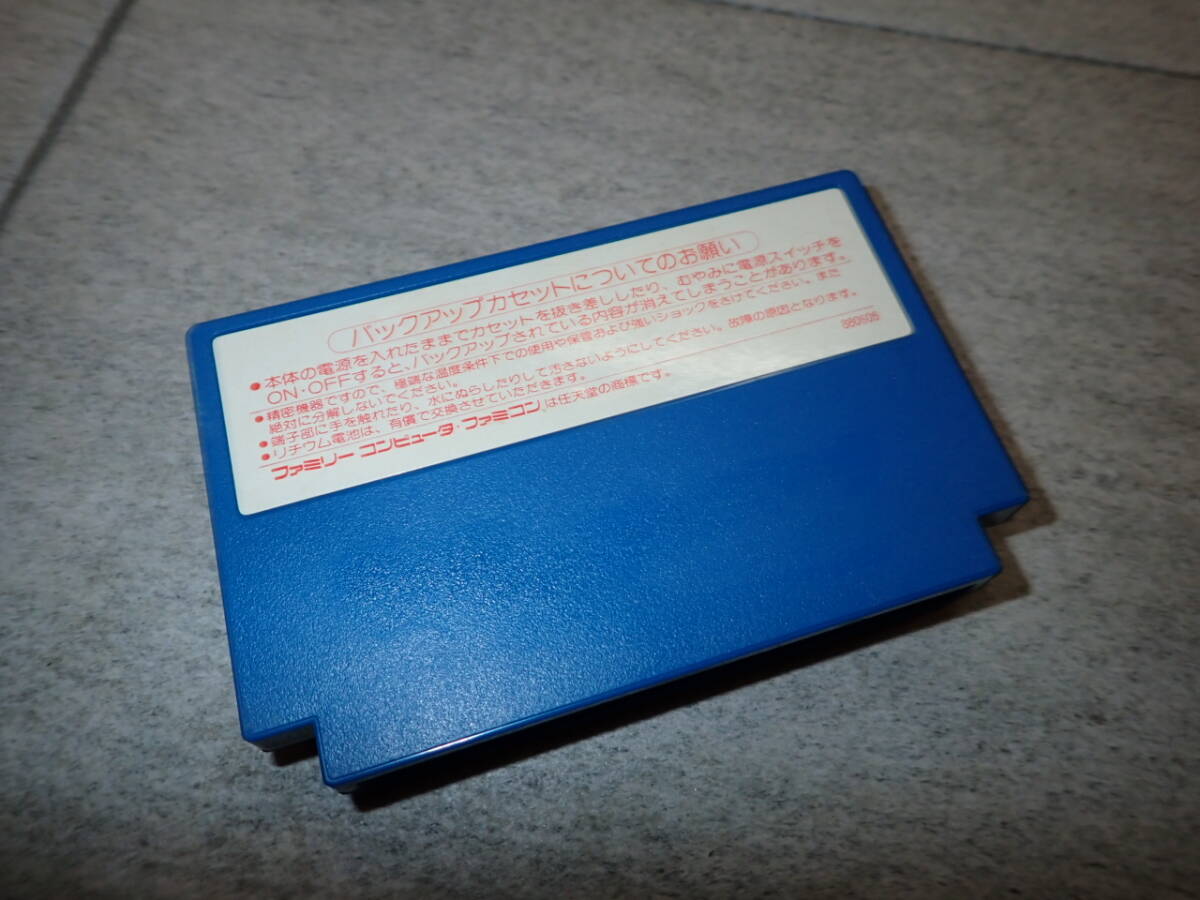 バックアップカセットについてのお願い
●本体の電源を入れたままでカセットを抜き差ししたり、むやみに電源スイッチを
ON・OFFすると、バックアップされている内容が消えてしまうことがあります。
●精密機器ですので、極端な温度条件下での使用や保管および強いショックをさけてください。また
絶対に分解しないでください。
●端子部に手を触れたり、水にぬらしたりして汚さないようにしてください。故障の原因となります。
●リチウム電池は、有償で交換させていただきます。
ファミリーコンピュータ・ファミコンは任天堂の商標です。